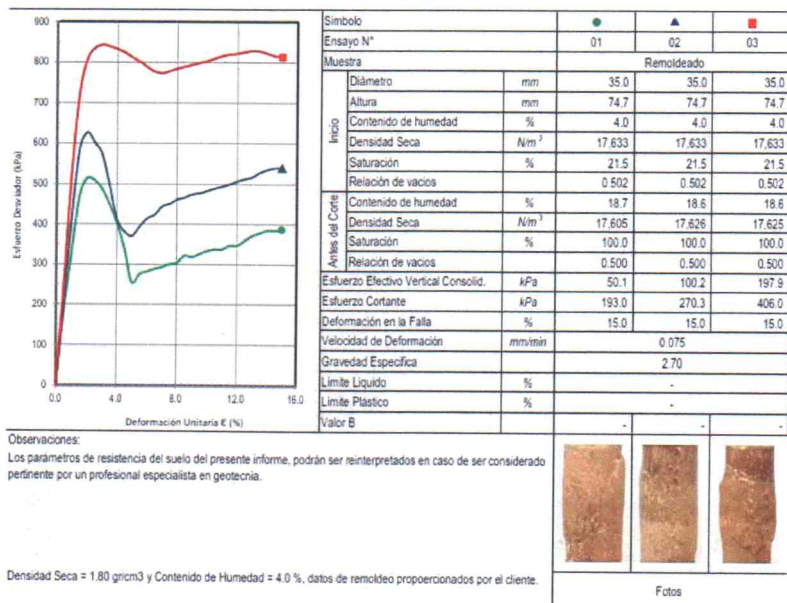 Esfuerzo Desviador (kPa)
900
800
700
600
500
400
300
200
100
0
0.0 4.0 8.0 12.0 16.0
Deformación Unitaria Ɛ (%)
Simbolo
Ensayo N° 01 02 03
Muestra Remoldeado
Inicio
Diámetro mm 35.0 35.0 35.0
Altura mm 74.7 74.7 74.7
Contenido de humedad % 4.0 4.0 4.0
Densidad Seca N/m³ 17,633 17,633 17,633
Saturación % 21.5 21.5 21.5
Relación de vacios 0.502 0.502 0.502
Antes del Corte
Contenido de humedad % 18.7 18.6 18.6
Densidad Seca N/m³ 17,605 17,626 17,625
Saturación % 100.0 100.0 100.0
Relación de vacios 0.500 0.500 0.500
Esfuerzo Efectivo Vertical Consolid. kPa 50.1 100.2 197.9
Esfuerzo Cortante kPa 193.0 270.3 406.0
Deformación en la Falla % 15.0 15.0 15.0
Velocidad de Deformación mm/min 0.075
Gravedad Especifica 2.70
Limite Liquido % -
Limite Plástico % -
Valor B - - -
Observaciones:
Los parámetros de resistencia del suelo del presente informe, podrán ser reinterpretados en caso de ser considerado
pertinente por un profesional especialista en geotecnia.
Densidad Seca = 1.80 gr/cm3 y Contenido de Humedad = 4.0 %, datos de remoldeo propoercionados por el cliente.
Fotos